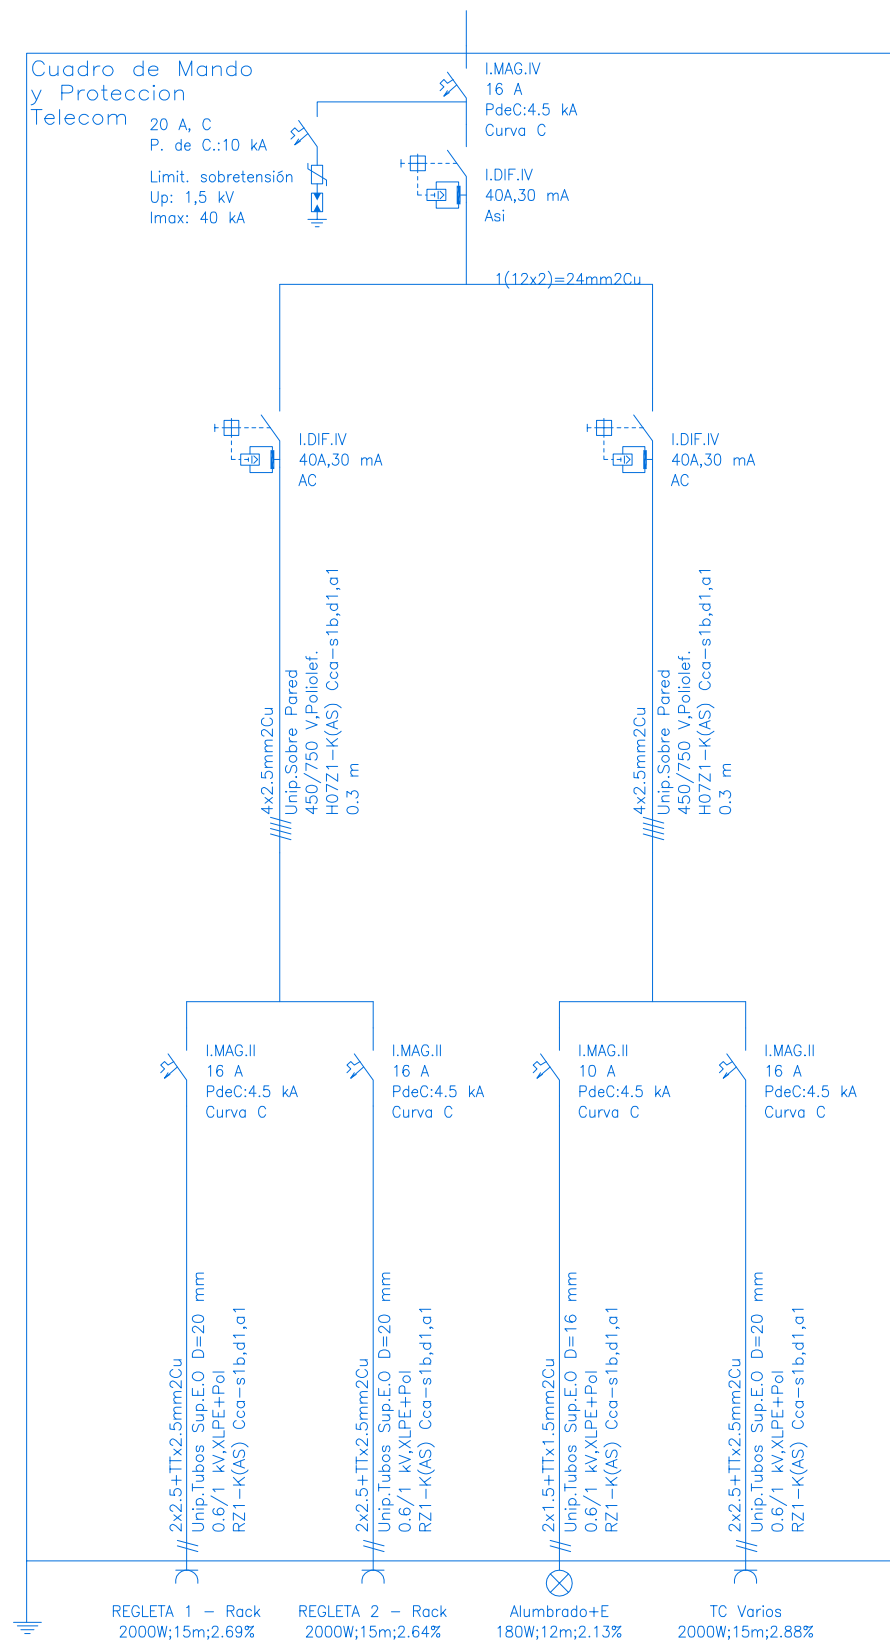 Cuadro de Mando
y Proteccion
Telecom
I.MAG.IV
16 A
PdeC:4.5 kA
Curva C
20 A, C
P. de C.:10 kA
Limit. sobretensión
Up: 1,5 kV
Imax: 40 kA
I.DIF.IV
40A,30 mA
Asi
1(12x2)=24mm2Cu
I.DIF.IV
40A,30 mA
AC
I.DIF.IV
40A,30 mA
AC
4x2.5mm2Cu
Unip.Sobre Pared
450/750 V,Poliolef.
H07Z1-K(AS) Cca-s1b,d1,a1
0.3 m
4x2.5mm2Cu
Unip.Sobre Pared
450/750 V,Poliolef.
H07Z1-K(AS) Cca-s1b,d1,a1
0.3 m
I.MAG.II
16 A
PdeC:4.5 kA
Curva C
I.MAG.II
16 A
PdeC:4.5 kA
Curva C
I.MAG.II
10 A
PdeC:4.5 kA
Curva C
I.MAG.II
16 A
PdeC:4.5 kA
Curva C
2x2.5+TTx2.5mm2Cu
Unip.Tubos Sup.E.O D=20 mm
0.6/1 kV,XLPE+Pol
RZ1-K(AS) Cca-s1b,d1,a1
2x2.5+TTx2.5mm2Cu
Unip.Tubos Sup.E.O D=20 mm
0.6/1 kV,XLPE+Pol
RZ1-K(AS) Cca-s1b,d1,a1
2x1.5+TTx1.5mm2Cu
Unip.Tubos Sup.E.O D=16 mm
0.6/1 kV,XLPE+Pol
RZ1-K(AS) Cca-s1b,d1,a1
2x2.5+TTx2.5mm2Cu
Unip.Tubos Sup.E.O D=20 mm
0.6/1 kV,XLPE+Pol
RZ1-K(AS) Cca-s1b,d1,a1
REGLETA 1 - Rack
2000W;15m;2.69%
REGLETA 2 - Rack
2000W;15m;2.64%
Alumbrado+E
180W;12m;2.13%
TC Varios
2000W;15m;2.88%